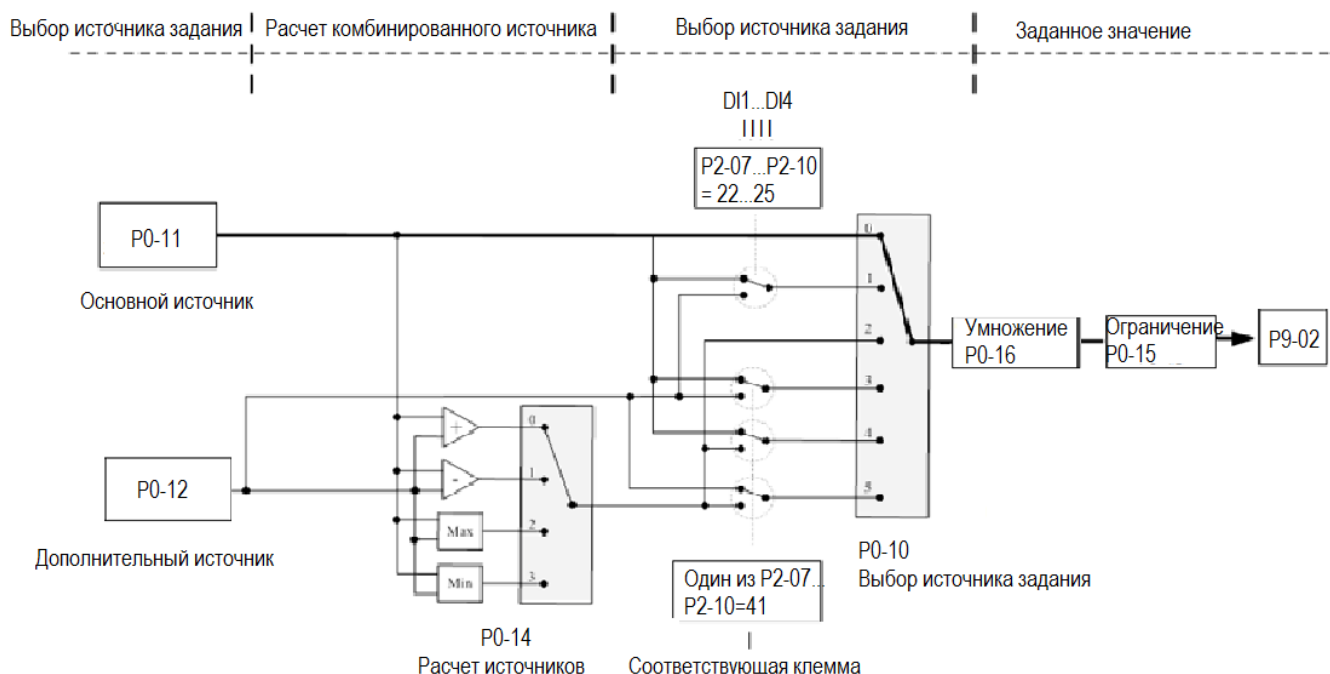 Выбор источника задания
Расчет комбинированного источника
Выбор источника задания
Заданное значение
DI1...DI4
P2-07...P2-10
= 22...25
P0-11
Основной источник
0
1
2
3
4
5
Умножение
P0-16
Ограничение
P0-15
P9-02
P0-12
Дополнительный источник
+
-
Max
Min
0
1
2
3
P0-14
Расчет источников
Один из P2-07...
P2-10=41
Соответствующая клемма
P0-10
Выбор источника задания